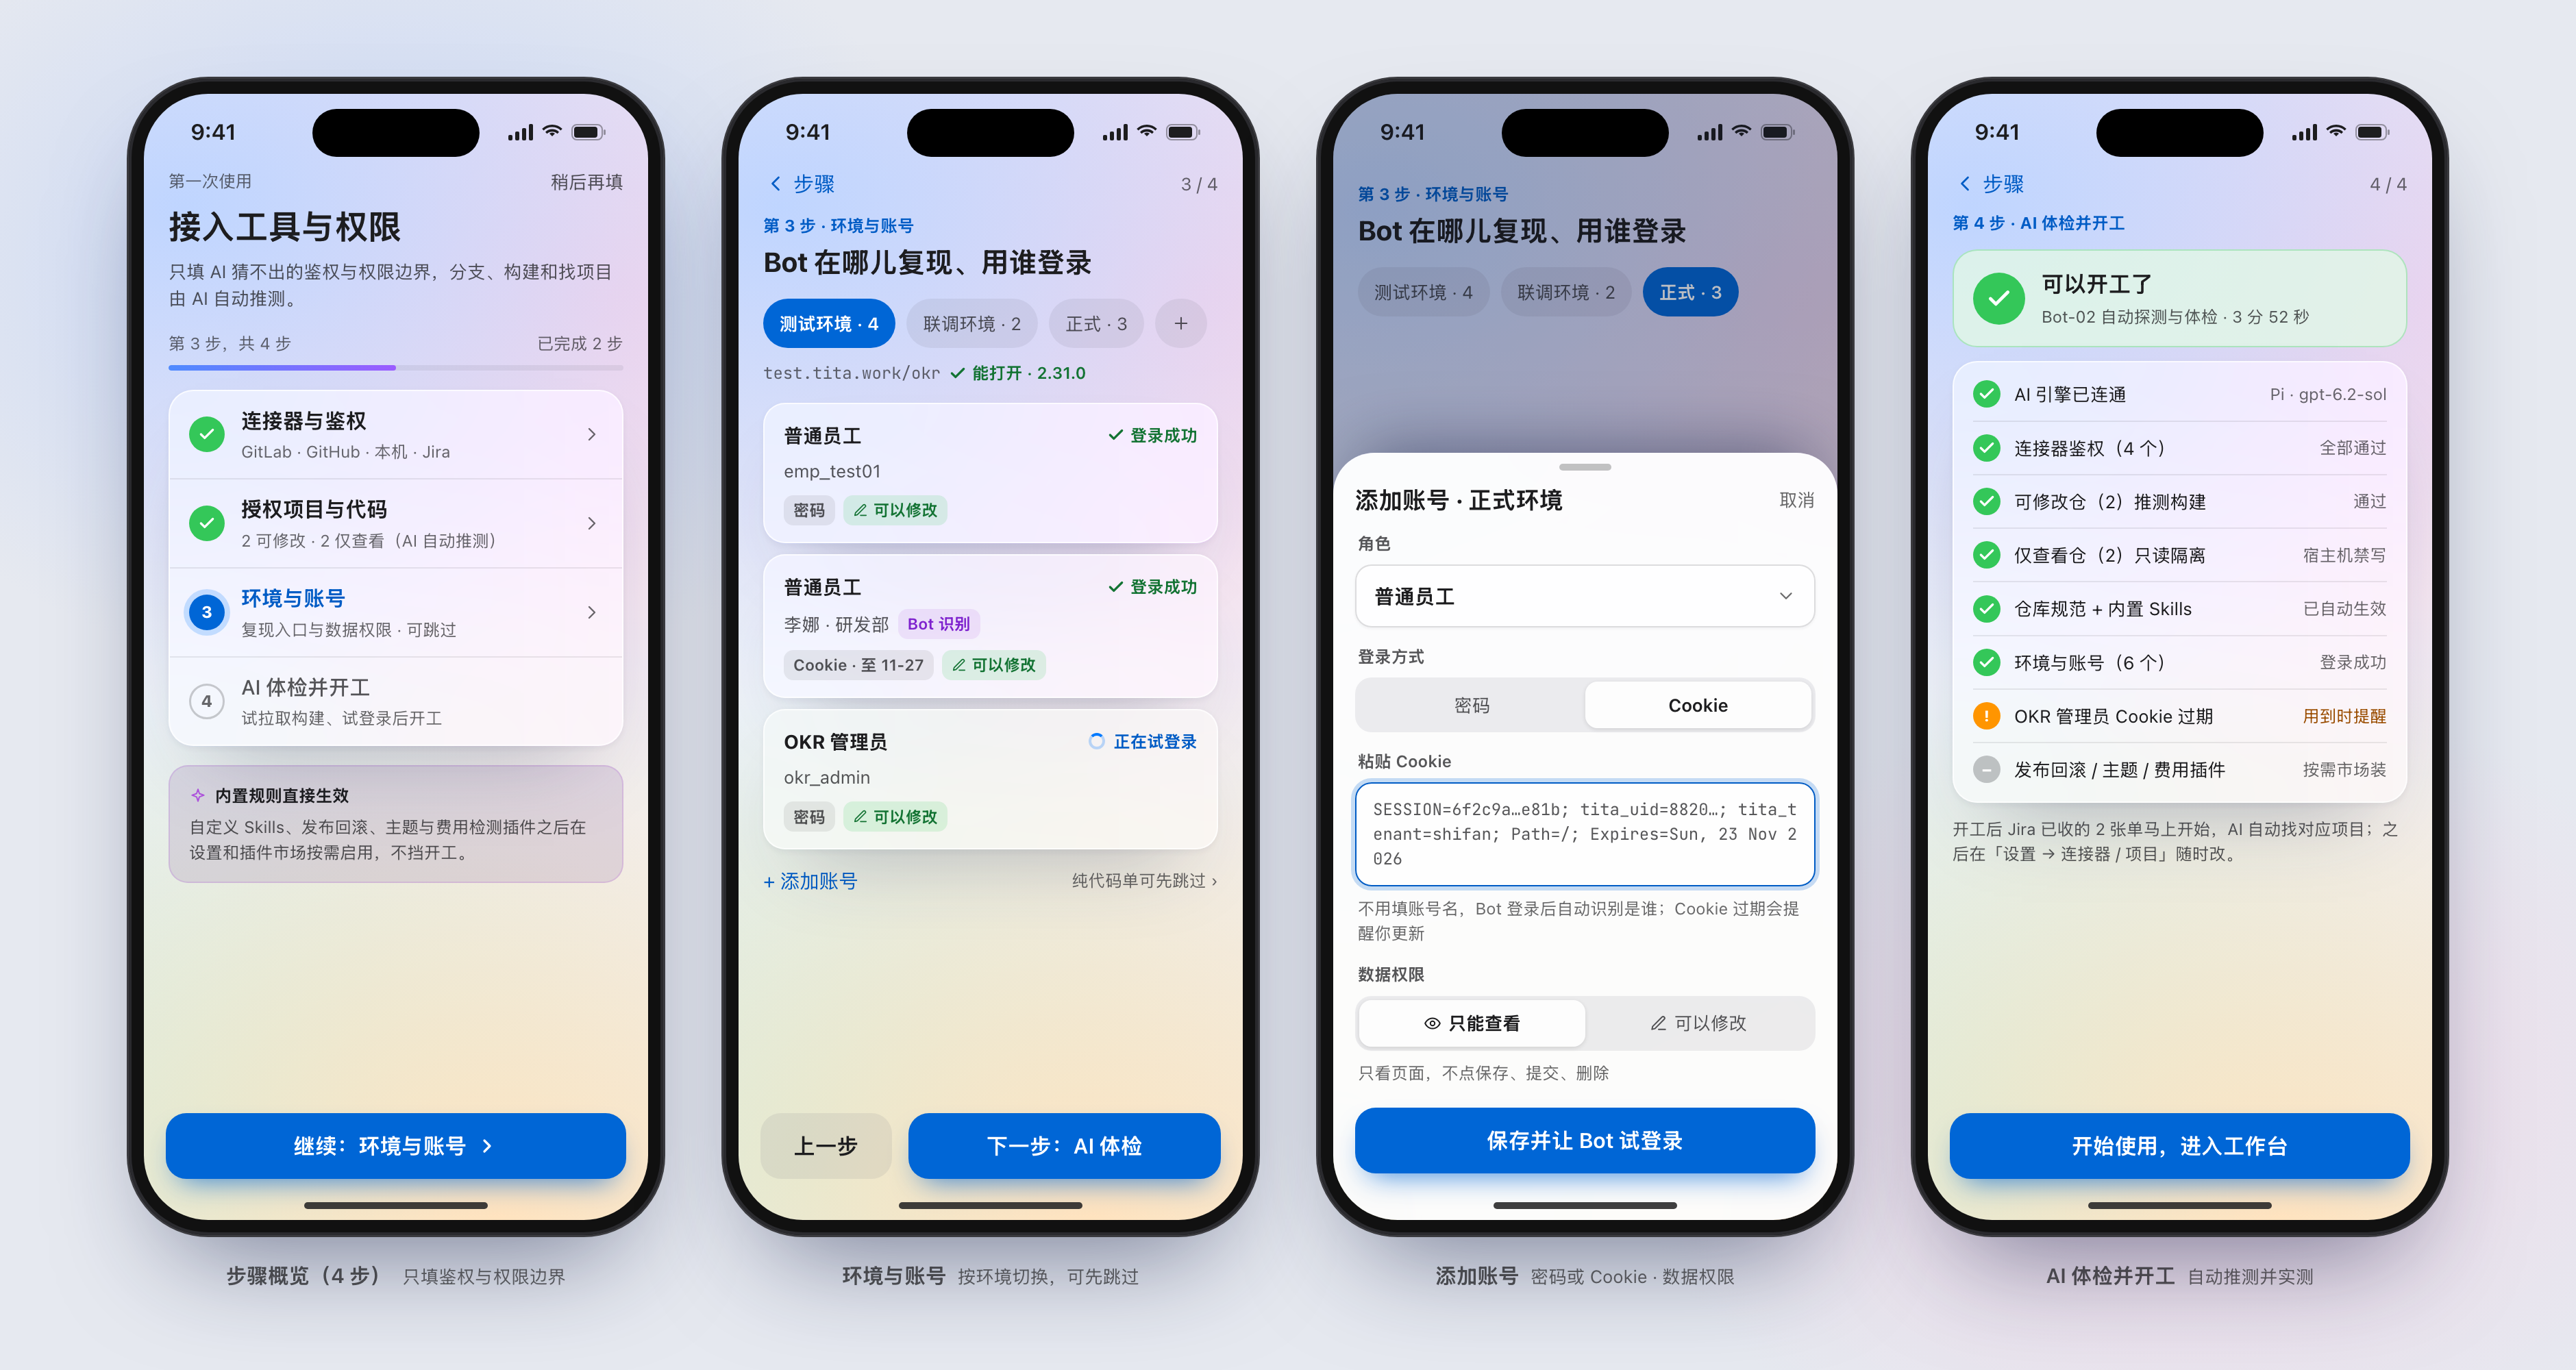 9:41
第一次使用
稍后再填
接入工具与权限
只填 AI 猜不出的鉴权与权限边界，分支、构建和找项目
由 AI 自动推测。
第 3 步，共 4 步
已完成 2 步
连接器与鉴权
GitLab · GitHub · 本机 · Jira
授权项目与代码
2 可修改 · 2 仅查看（AI 自动推测）
3
环境与账号
复现入口与数据权限 · 可跳过
4
AI 体检并开工
试拉取构建、试登录后开工
内置规则直接生效
自定义 Skills、发布回滚、主题与费用检测插件之后在
设置和插件市场按需启用，不挡开工。
继续：环境与账号
步骤概览（4 步） 只填鉴权与权限边界
9:41
步骤
3 / 4
第 3 步 · 环境与账号
Bot 在哪儿复现、用谁登录
测试环境 · 4
联调环境 · 2
正式 · 3
+
test.tita.work/okr 能打开 · 2.31.0
普通员工
登录成功
emp_test01
密码
可以修改
普通员工
登录成功
李娜 · 研发部 Bot 识别
Cookie · 至 11-27
可以修改
OKR 管理员
正在试登录
okr_admin
密码
可以修改
+ 添加账号
纯代码单可先跳过 ›
上一步
下一步：AI 体检
环境与账号 按环境切换，可先跳过
9:41
第 3 步 · 环境与账号
Bot 在哪儿复现、用谁登录
测试环境 · 4
联调环境 · 2
正式 · 3
添加账号 · 正式环境
取消
角色
普通员工
登录方式
密码
Cookie
粘贴 Cookie
SESSION=6f2c9a…e81b; tita_uid=8820…; tita_t
enant=shifan; Path=/; Expires=Sun, 23 Nov 2
026
不用填账号名，Bot 登录后自动识别是谁；Cookie 过期会提
醒你更新
数据权限
只能查看
可以修改
只看页面，不点保存、提交、删除
保存并让 Bot 试登录
添加账号 密码或 Cookie · 数据权限
9:41
步骤
4 / 4
第 4 步 · AI 体检并开工
可以开工了
Bot-02 自动探测与体检 · 3 分 52 秒
AI 引擎已连通
Pi · gpt-6.2-sol
连接器鉴权（4 个）
全部通过
可修改仓（2）推测构建
通过
仅查看仓（2）只读隔离
宿主机禁写
仓库规范 + 内置 Skills
已自动生效
环境与账号（6 个）
登录成功
OKR 管理员 Cookie 过期
用到时提醒
发布回滚 / 主题 / 费用插件
按需市场装
开工后 Jira 已收的 2 张单马上开始，AI 自动找对应项目；之
后在「设置 → 连接器 / 项目」随时改。
开始使用，进入工作台
AI 体检并开工 自动推测并实测